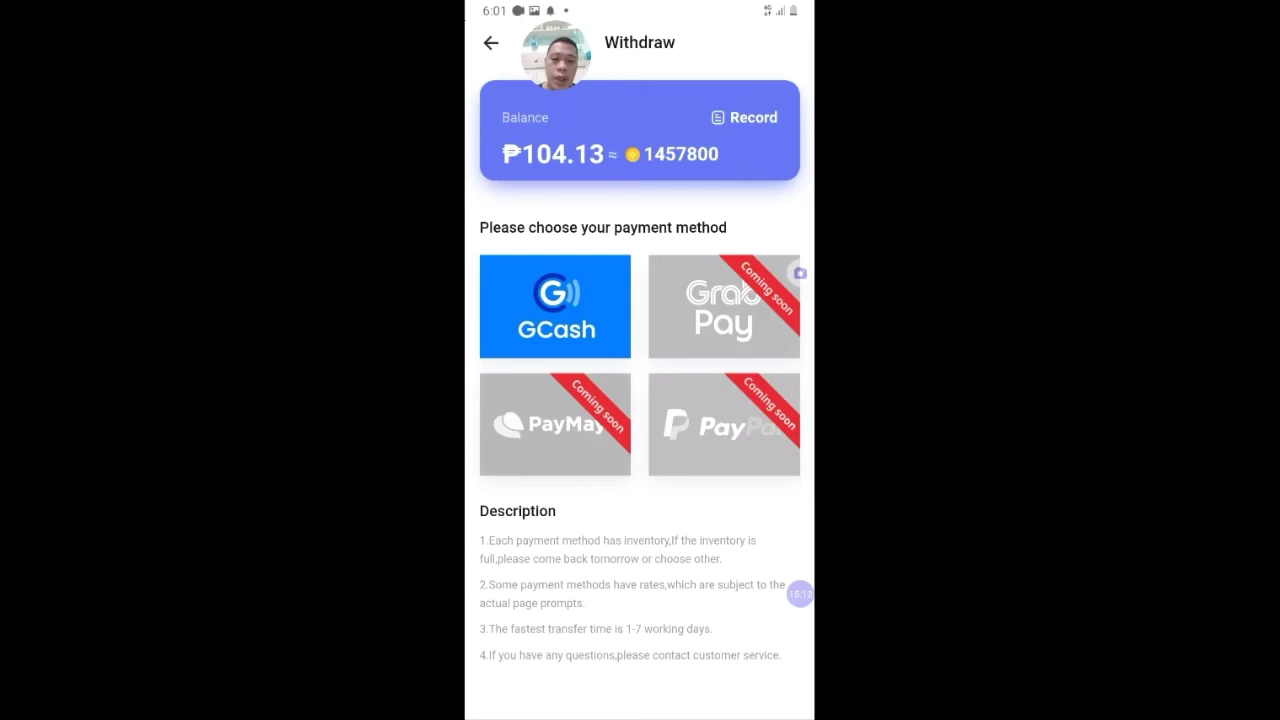 6:01
4G
Withdraw
Balance
Record
₱104.13 ≈ 1457800
Please choose your payment method
G
GCash
Grab
Pay
Coming soon
PayMay
Coming soon
PayPal
Coming soon
Description
1.Each payment method has inventory,If the inventory is
full,please come back tomorrow or choose other.
2.Some payment methods have rates,which are subject to the
actual page prompts.
15:12
3.The fastest transfer time is 1-7 working days.
4.If you have any questions,please contact customer service.